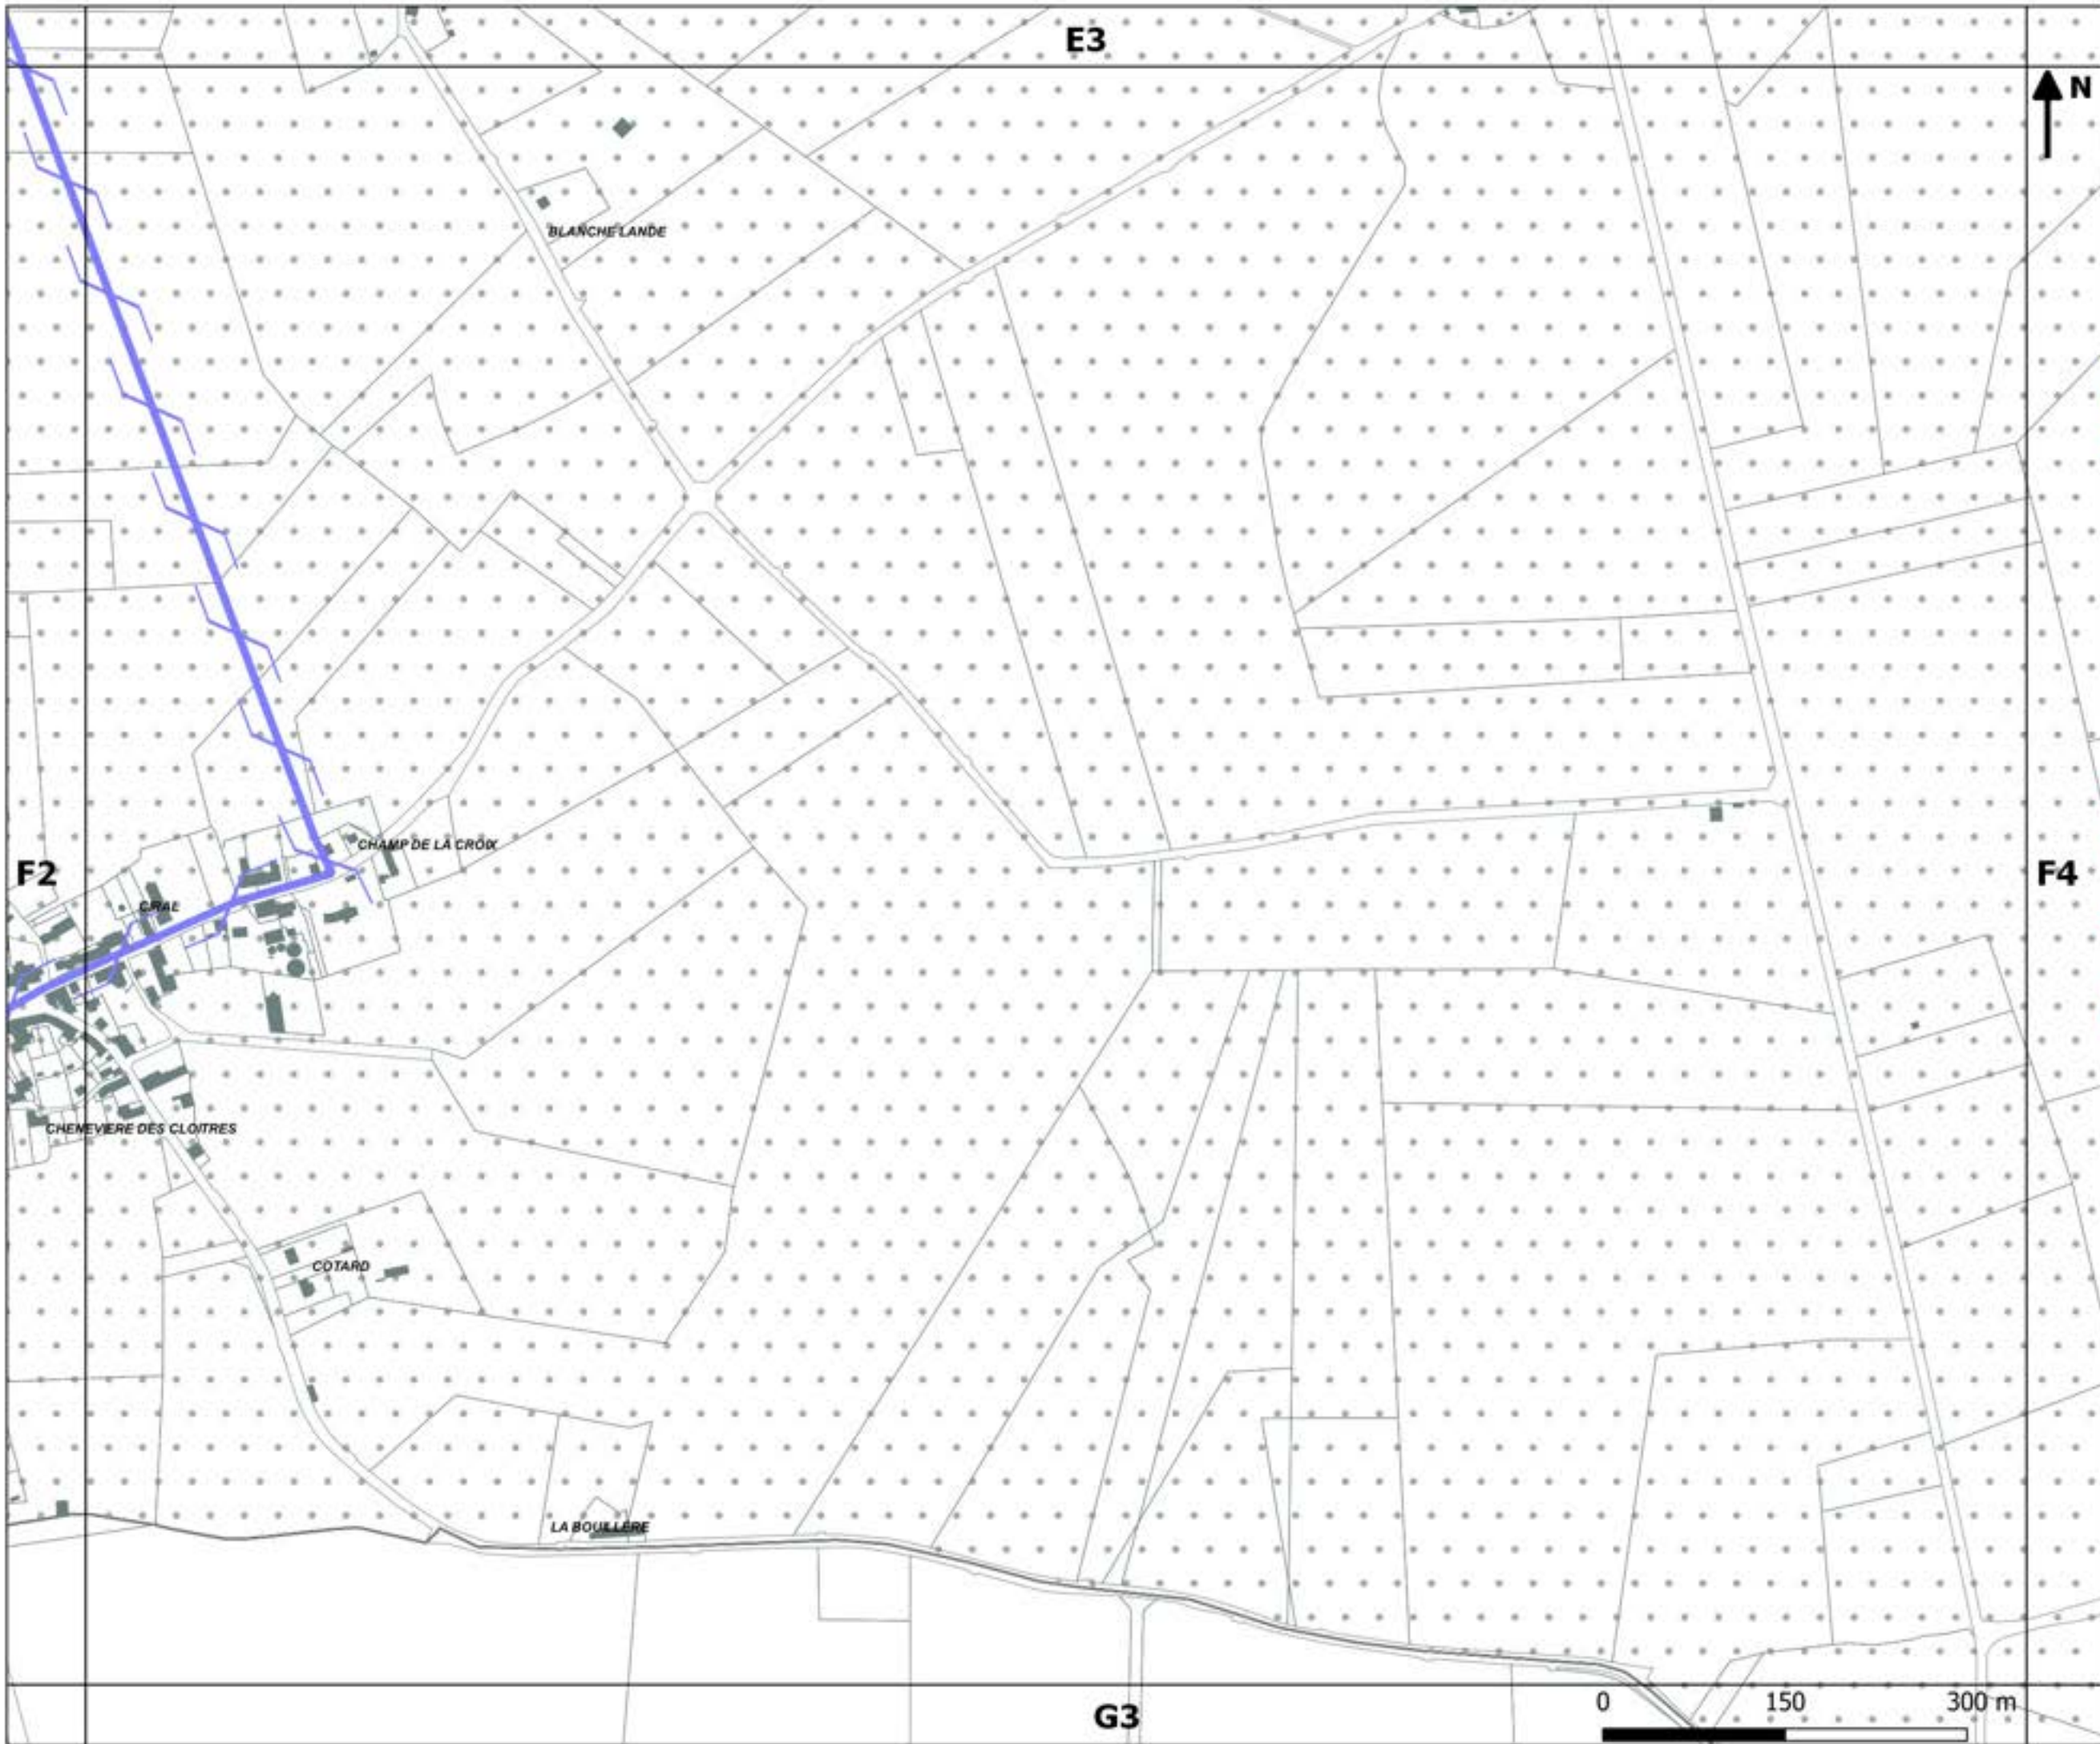 E3
N
BLANCHE LANDE
CHAMP DE LA CROIX
F2
F4
CIRAL
CHENEVIERE DES CLOITRES
COTARD
LA BOUILLERE
0 150 300 m
G3